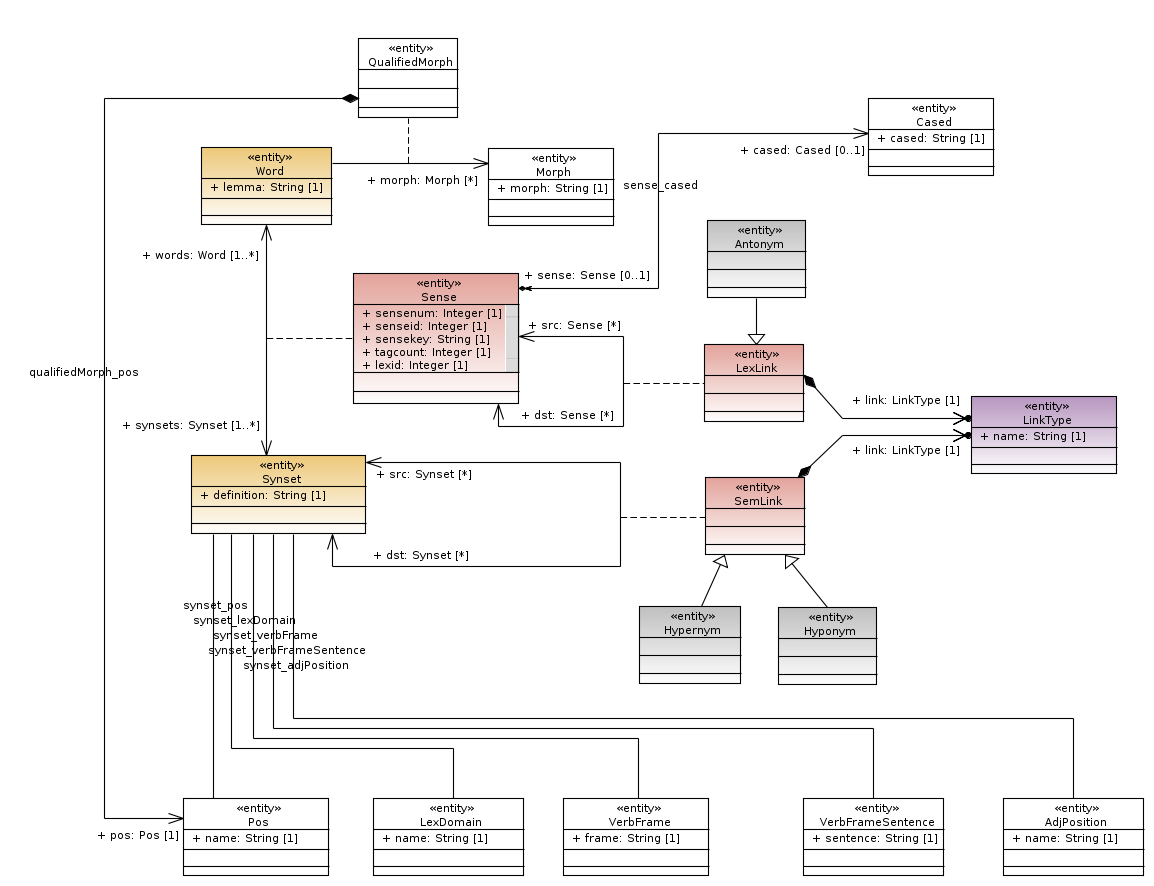 «entity»
QualifiedMorph
«entity»
Cased
+ cased: String [1]
+ cased: Cased [0..1]
«entity»
Word
+ lemma: String [1]
+ morph: Morph [*]
«entity»
Morph
+ morph: String [1]
sense_cased
«entity»
Antonym
+ words: Word [1..*]
+ sense: Sense [0..1]
«entity»
Sense
+ sensenum: Integer [1]
+ senseid: Integer [1]
+ sensekey: String [1]
+ tagcount: Integer [1]
+ lexid: Integer [1]
+ src: Sense [*]
+ dst: Sense [*]
«entity»
LexLink
qualifiedMorph_pos
+ link: LinkType [1]
«entity»
LinkType
+ name: String [1]
+ link: LinkType [1]
+ synsets: Synset [1..*]
«entity»
Synset
+ definition: String [1]
+ src: Synset [*]
+ dst: Synset [*]
«entity»
SemLink
«entity»
Hypernym
«entity»
Hyponym
synset_pos
synset_lexDomain
synset_verbFrame
synset_verbFrameSentence
synset_adjPosition
+ pos: Pos [1]
«entity»
Pos
+ name: String [1]
«entity»
LexDomain
+ name: String [1]
«entity»
VerbFrame
+ frame: String [1]
«entity»
VerbFrameSentence
+ sentence: String [1]
«entity»
AdjPosition
+ name: String [1]